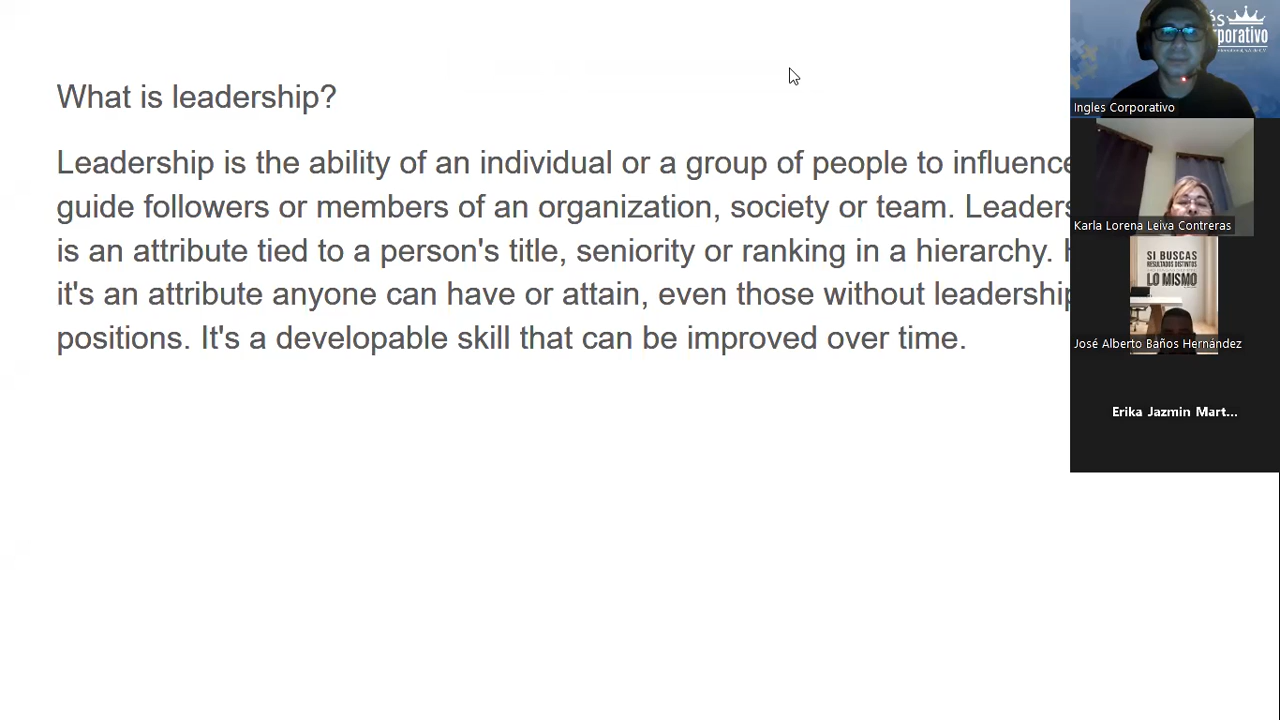 What is leadership?
Leadership is the ability of an individual or a group of people to influence
guide followers or members of an organization, society or team. Leaders
is an attribute tied to a person's title, seniority or ranking in a hierarchy.
it's an attribute anyone can have or attain, even those without leadership
positions. It's a developable skill that can be improved over time.
és
rporativo
Ingles Corporativo
Karla Lorena Leiva Contreras
SI BUSCAS
RESULTADOS DISTINTOS
LO MISMO
José Alberto Baños Hernández
Erika Jazmin Mart...